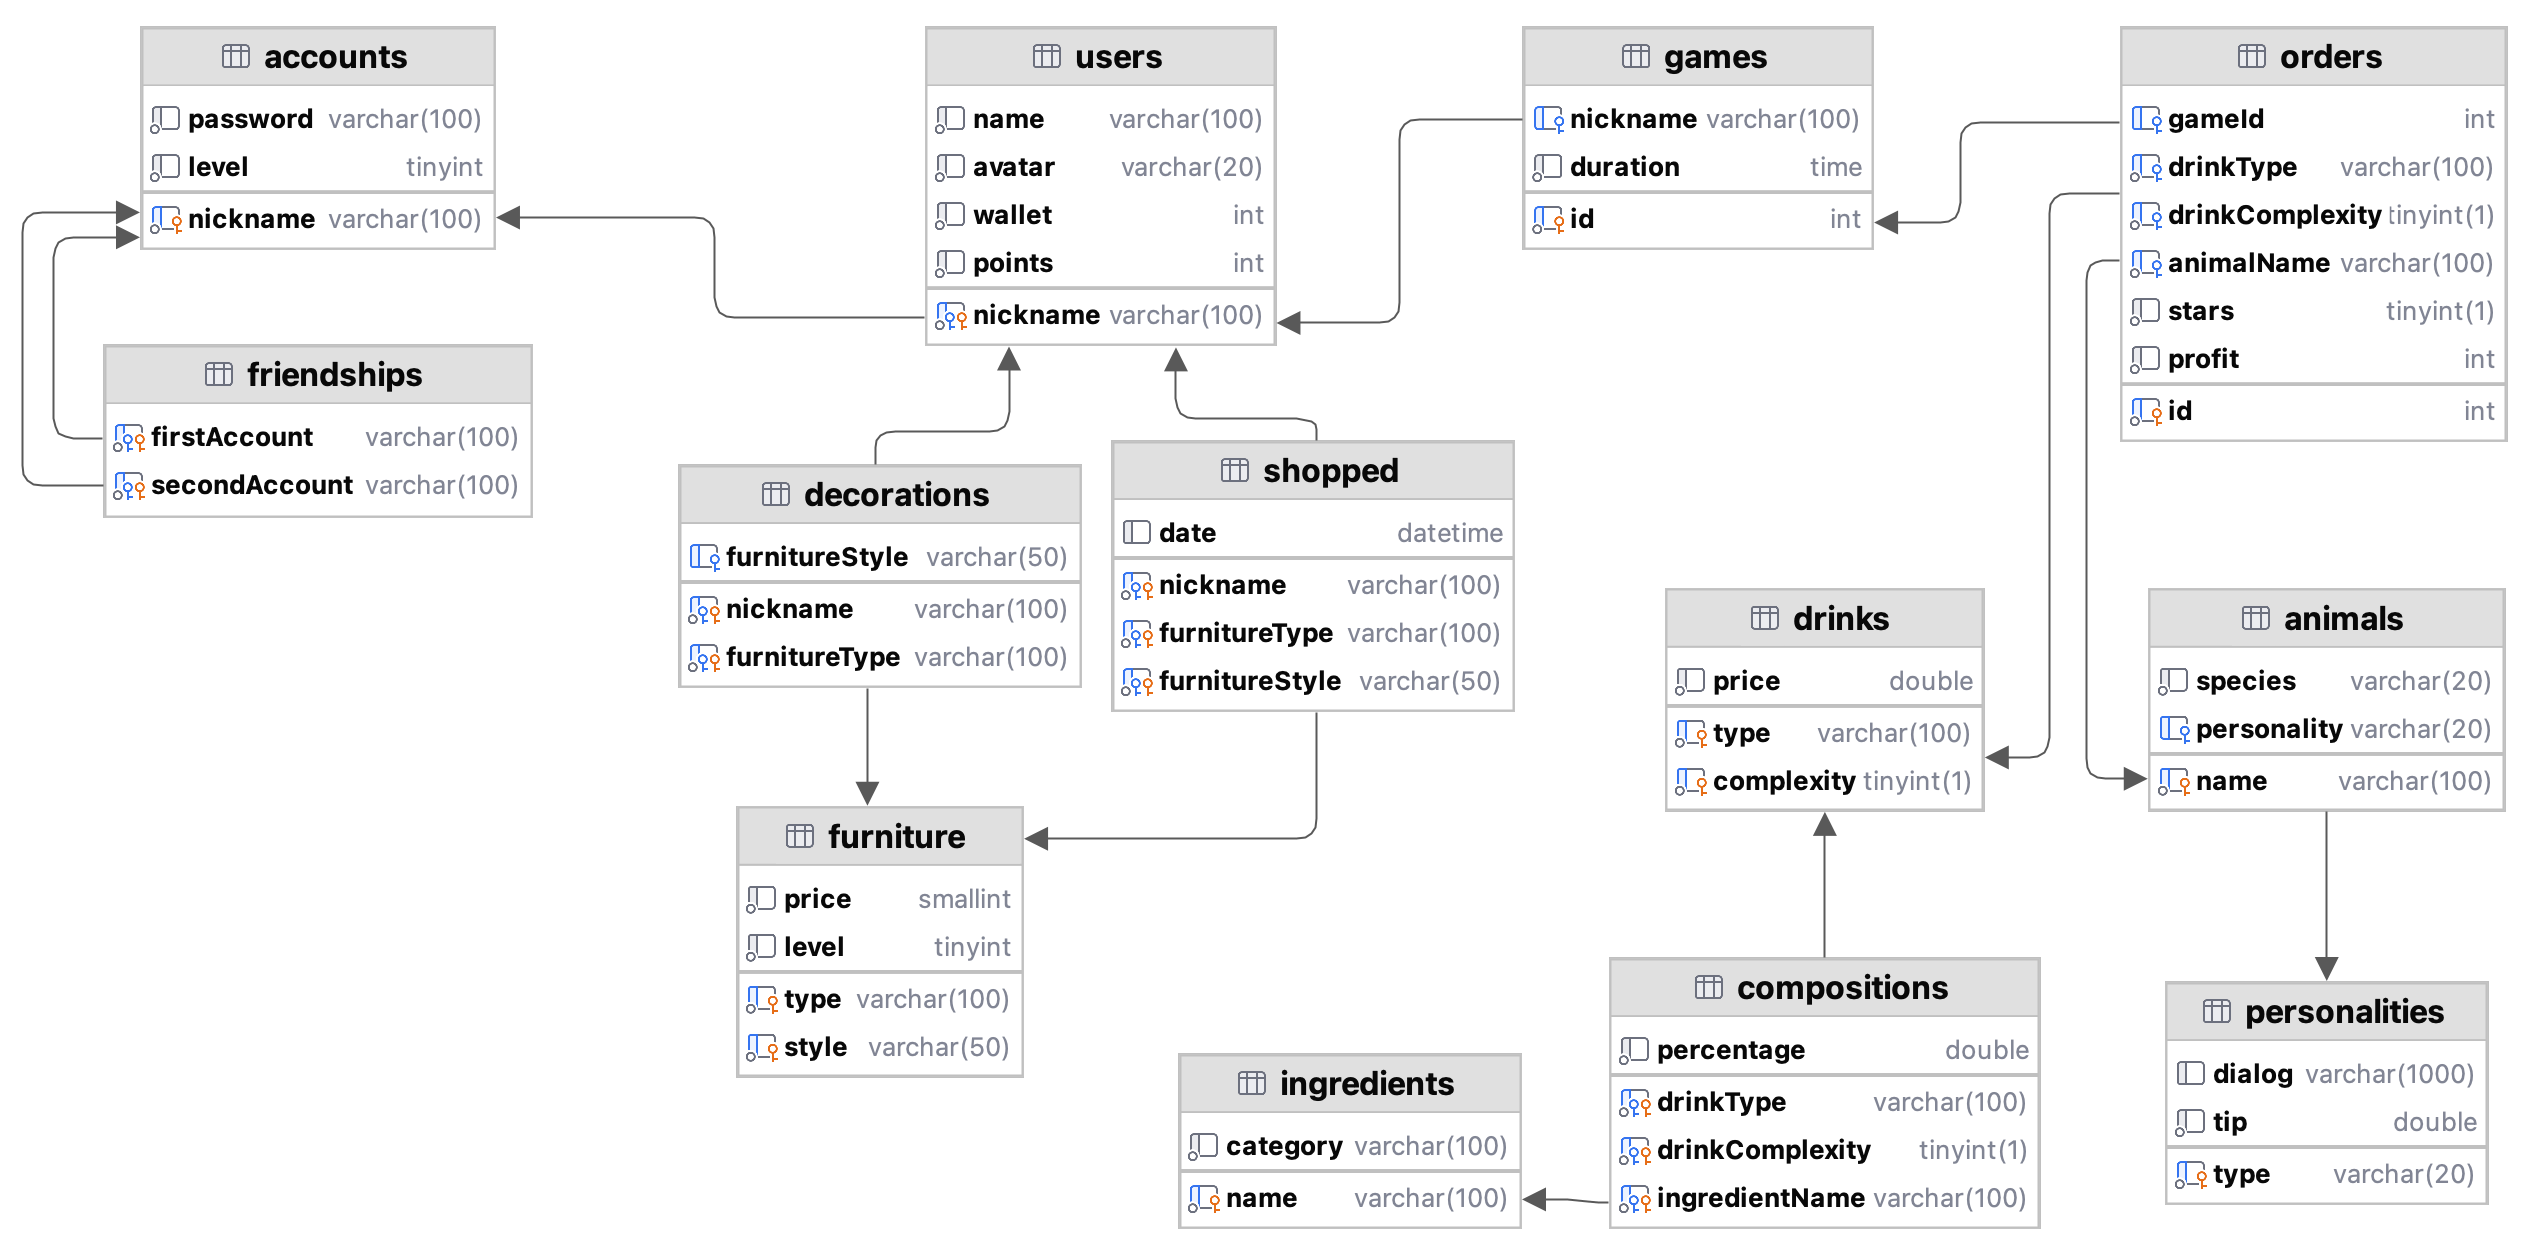 accounts
password varchar(100)
level tinyint
nickname varchar(100)
users
name varchar(100)
avatar varchar(20)
wallet int
points int
nickname varchar(100)
games
nickname varchar(100)
duration time
id int
orders
gameId int
drinkType varchar(100)
drinkComplexity tinyint(1)
animalName varchar(100)
stars tinyint(1)
profit int
id int
friendships
firstAccount varchar(100)
secondAccount varchar(100)
decorations
furnitureStyle varchar(50)
nickname varchar(100)
furnitureType varchar(100)
shopped
date datetime
nickname varchar(100)
furnitureType varchar(100)
furnitureStyle varchar(50)
drinks
price double
type varchar(100)
complexity tinyint(1)
animals
species varchar(20)
personality varchar(20)
name varchar(100)
furniture
price smallint
level tinyint
type varchar(100)
style varchar(50)
ingredients
category varchar(100)
name varchar(100)
compositions
percentage double
drinkType varchar(100)
drinkComplexity tinyint(1)
ingredientName varchar(100)
personalities
dialog varchar(1000)
tip double
type varchar(20)